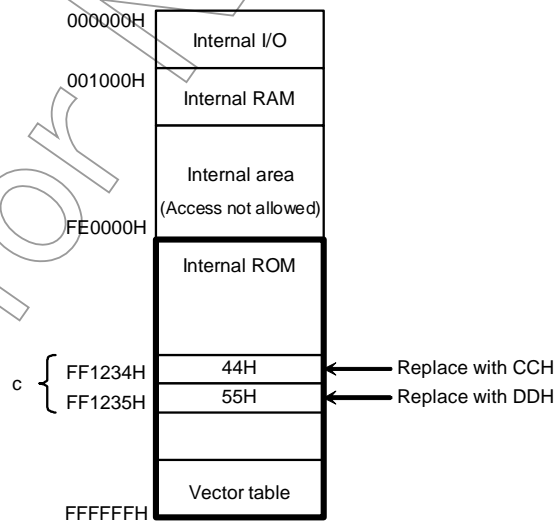 000000H
Internal I/O
001000H
Internal RAM
Internal area
(Access not allowed)
FE0000H
Internal ROM
c
FF1234H
44H
Replace with CCH
FF1235H
55H
Replace with DDH
Vector table
FFFFFFH